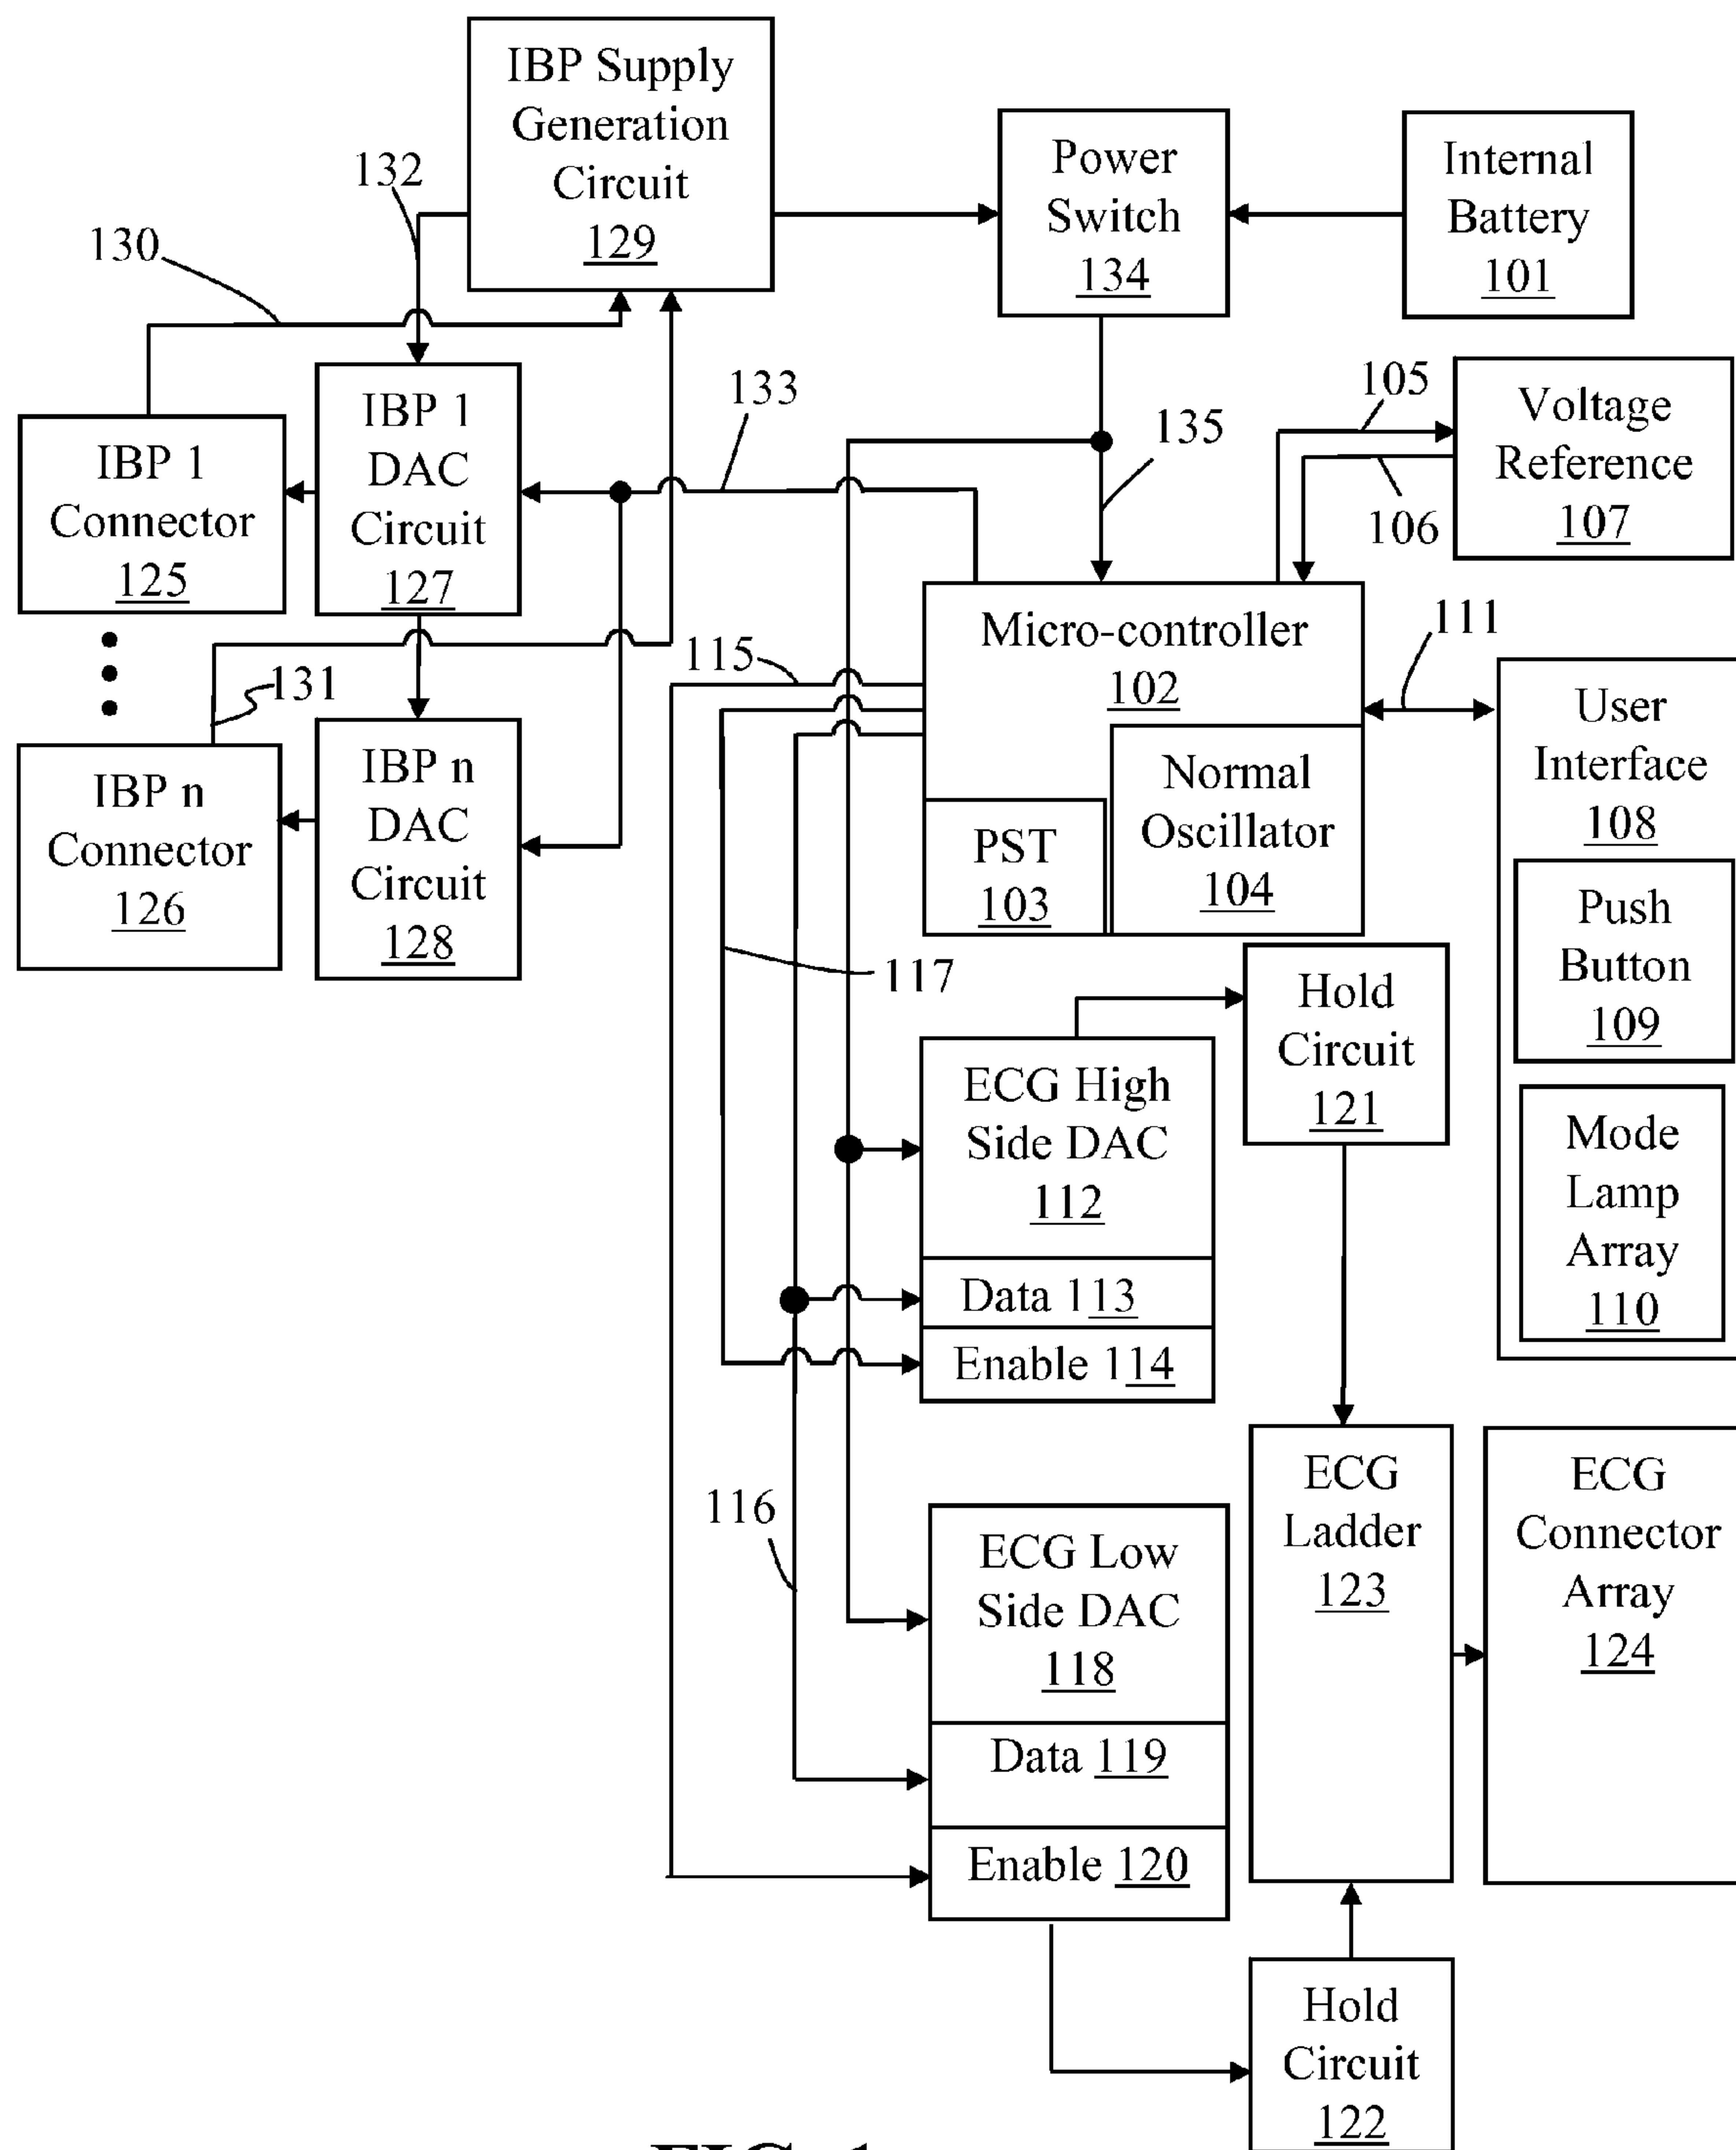 IBP Supply
Generation
Circuit
129
Power
Switch
134
Internal
Battery
101
132
130
IBP 1
DAC
Circuit
127
133
135
105
106
Voltage
Reference
107
IBP 1
Connector
125
131
115
Micro-controller
102
111
Normal
Oscillator
104
PST
103
IBP n
Connector
126
IBP n
DAC
Circuit
128
117
User
Interface
108
Push
Button
109
Mode
Lamp
Array
110
Hold
Circuit
121
ECG High
Side DAC
112
Data 113
Enable 114
116
ECG Low
Side DAC
118
Data 119
Enable 120
ECG
Ladder
123
ECG
Connector
Array
124
Hold
Circuit
122